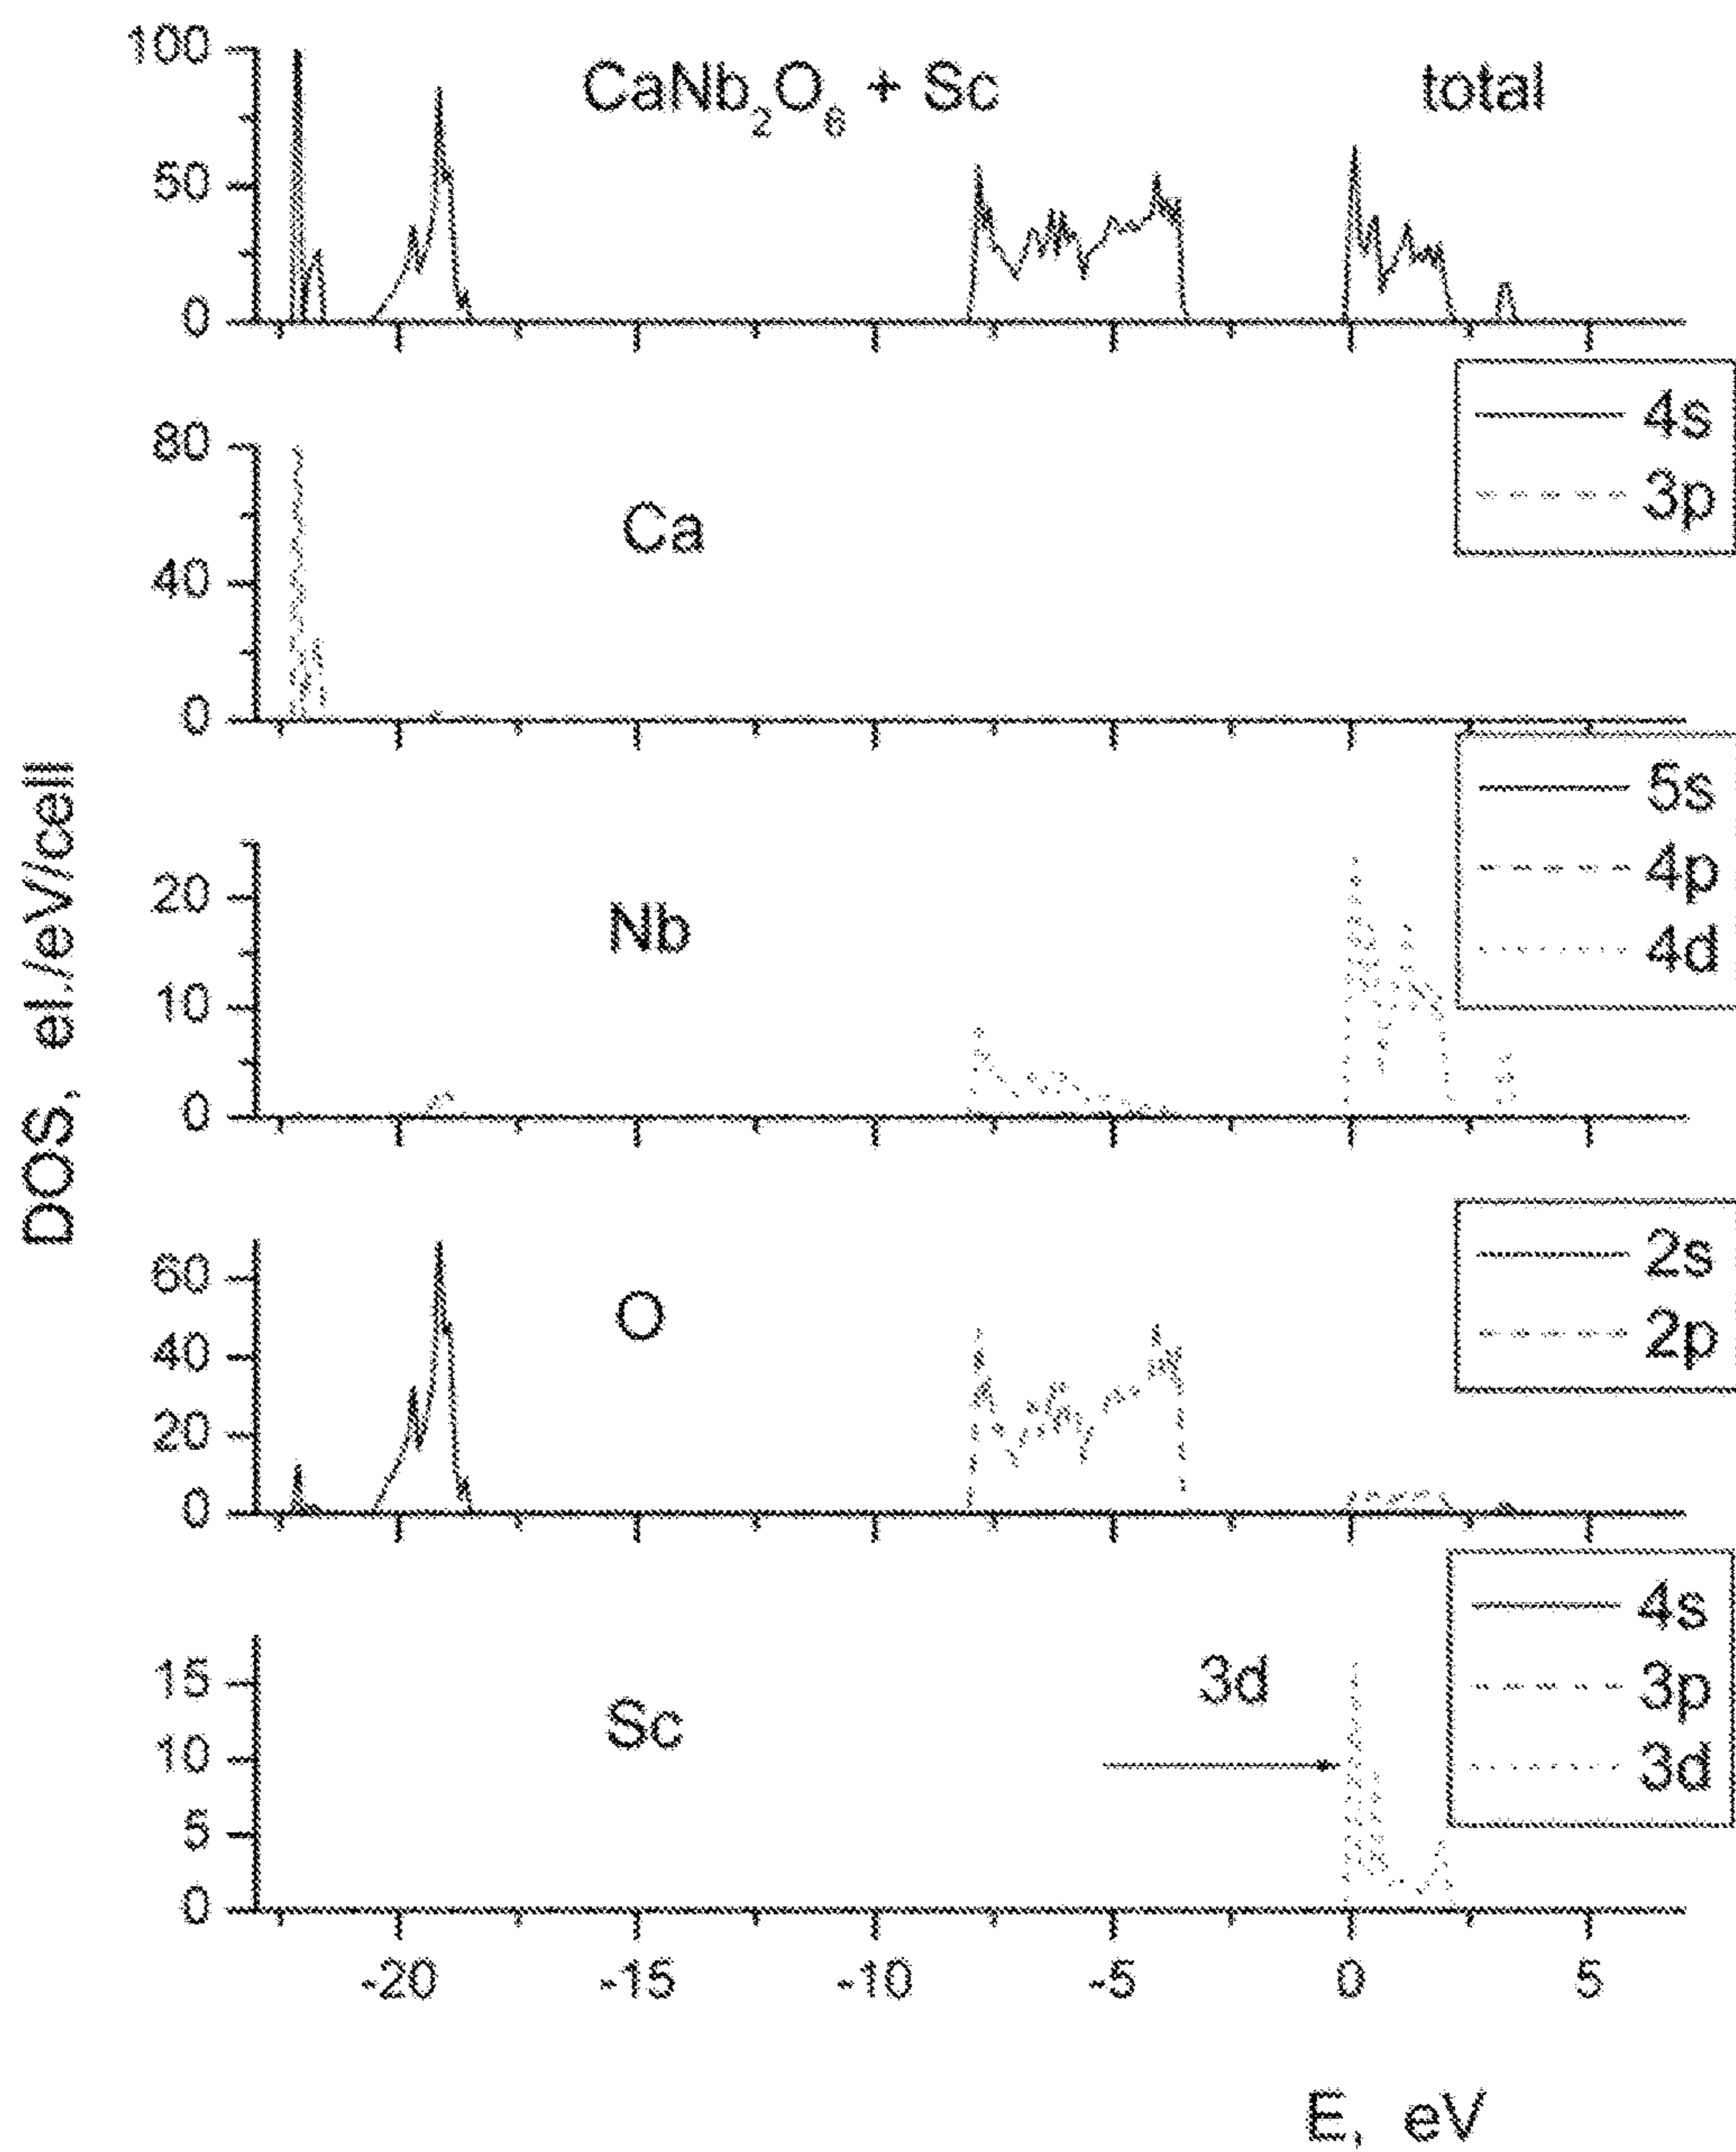 100
50
0
CaNb₂O₆ + Sc
total
80
40
0
Ca
4s
3p
20
10
0
Nb
5s
4p
4d
60
40
20
0
O
2s
2p
15
10
5
0
Sc
3d
4s
3p
3d
-20
-15
-10
-5
0
5
E, eV
DOS, el./eV/cell